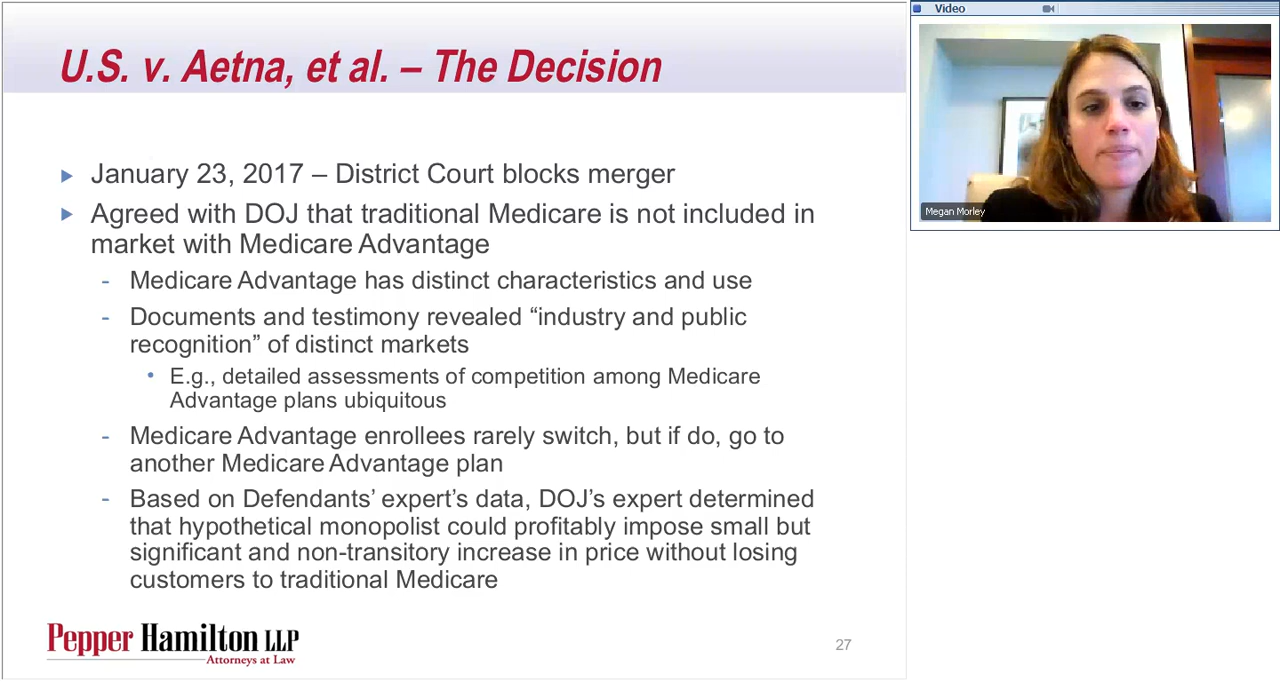 U.S. v. Aetna, et al. – The Decision
January 23, 2017 – District Court blocks merger
Agreed with DOJ that traditional Medicare is not included in
market with Medicare Advantage
- Medicare Advantage has distinct characteristics and use
- Documents and testimony revealed “industry and public
recognition” of distinct markets
• E.g., detailed assessments of competition among Medicare
Advantage plans ubiquitous
- Medicare Advantage enrollees rarely switch, but if do, go to
another Medicare Advantage plan
- Based on Defendants’ expert’s data, DOJ’s expert determined
that hypothetical monopolist could profitably impose small but
significant and non-transitory increase in price without losing
customers to traditional Medicare
Pepper Hamilton LLP
Attorneys at Law
27
Video
Megan Morley